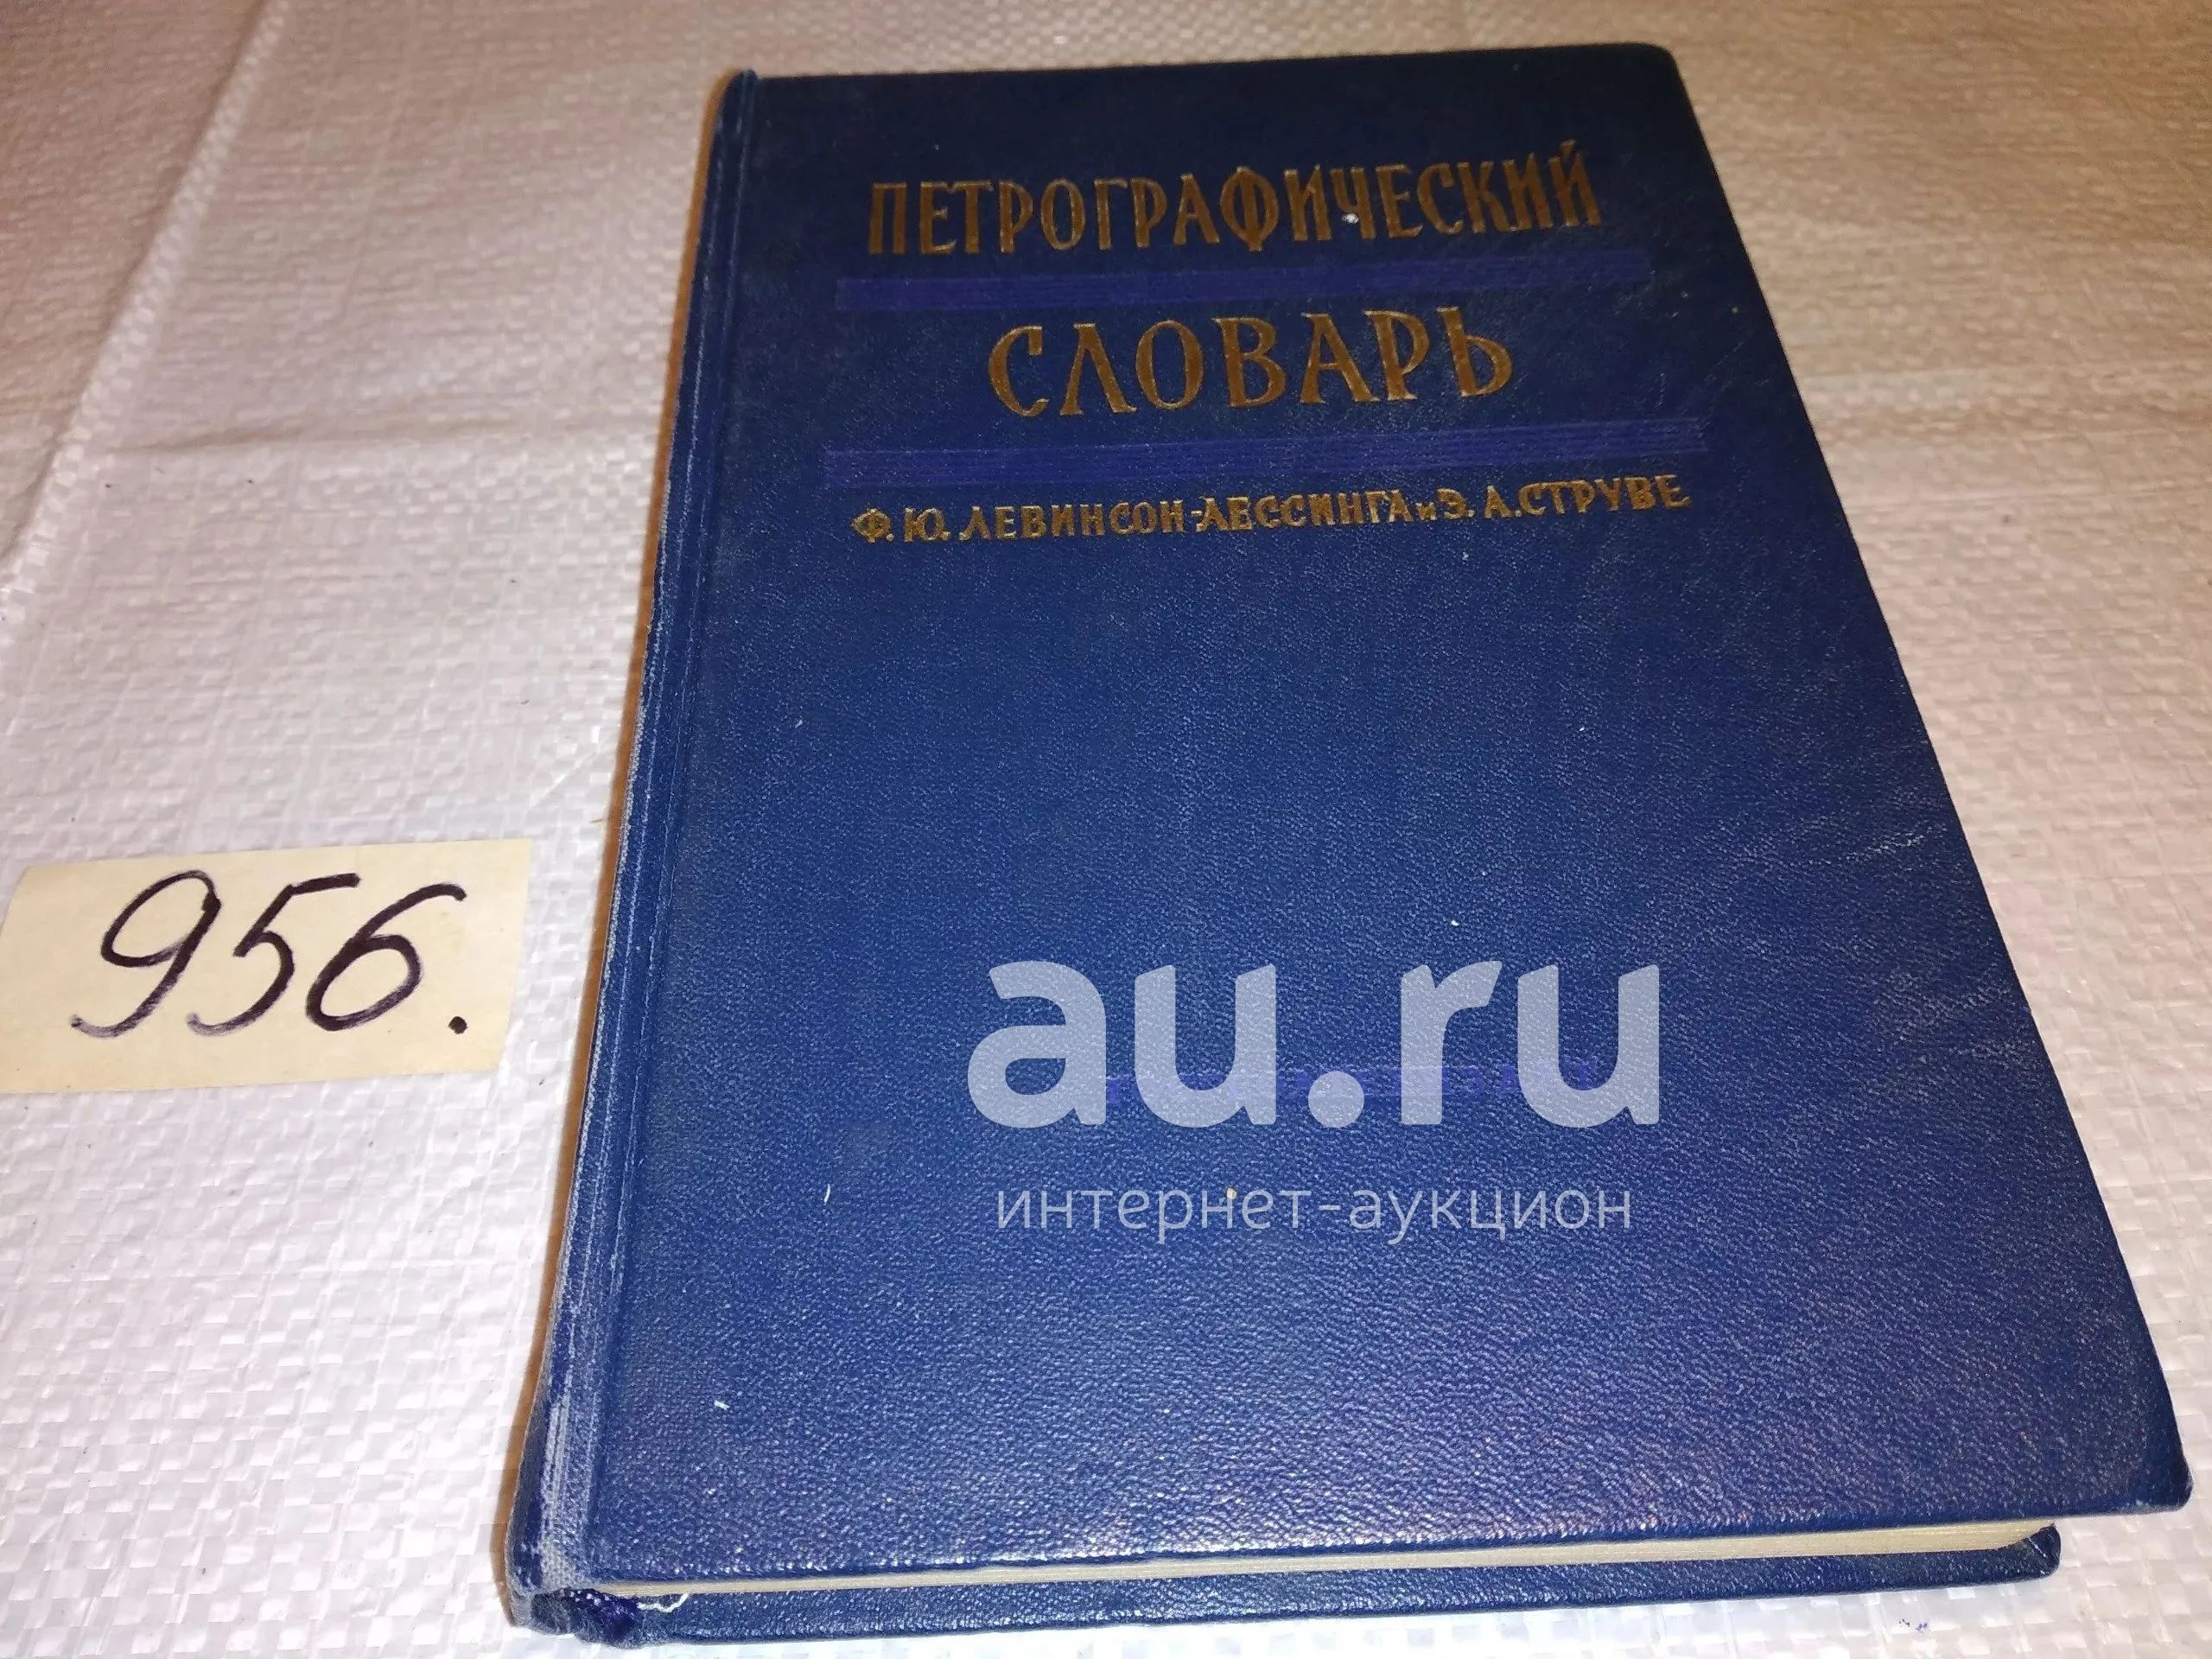 ПЕТРОГРАФИЧЕСКИЙ
СЛОВАРЬ
Ф. Ю. ЛЕВИНСОН-ЛЕССИНГА и Э. А. СТРУВЕ
956.
au.ru
интернет-аукцион